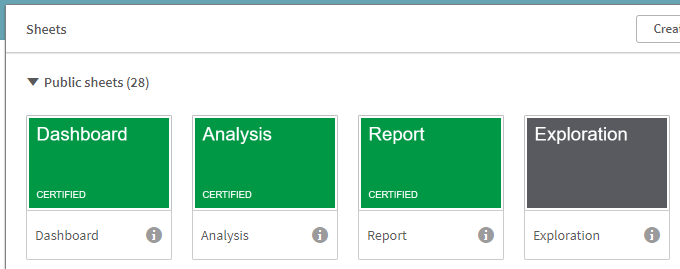 Sheets
Crea
Public sheets (28)
Dashboard
CERTIFIED
Dashboard
Analysis
CERTIFIED
Analysis
Report
CERTIFIED
Report
Exploration
Exploration